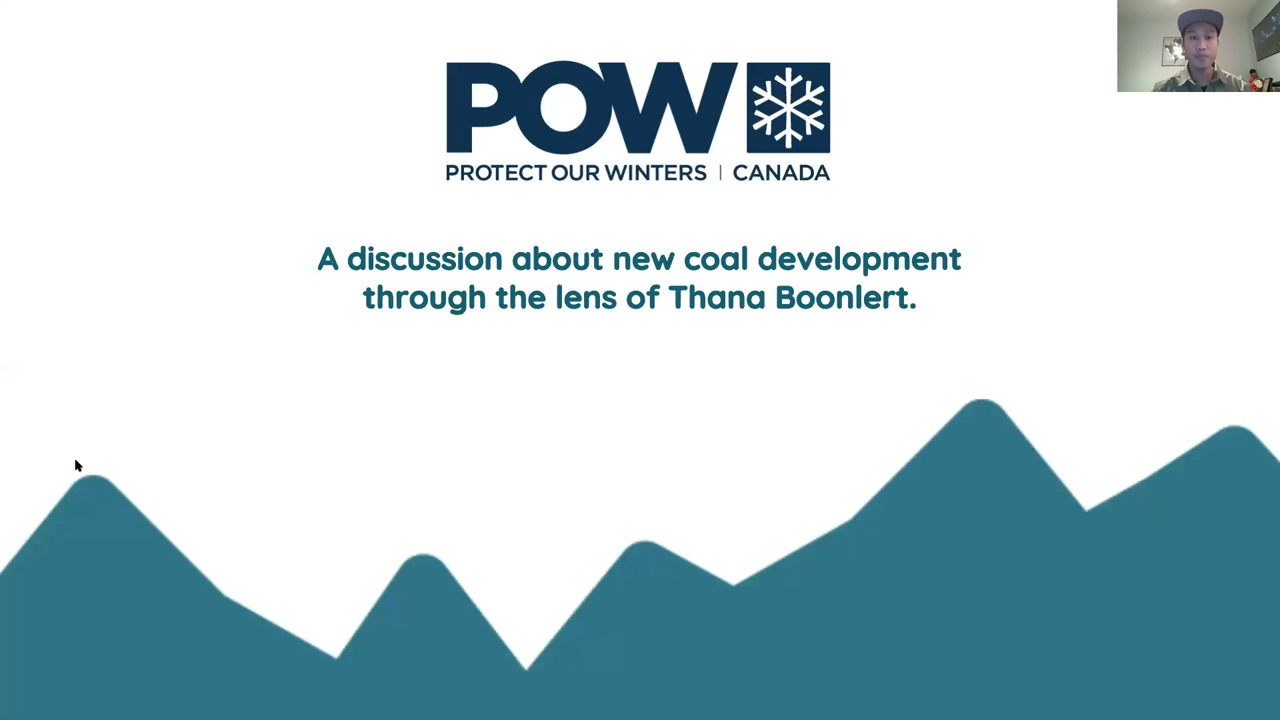 POW
PROTECT OUR WINTERS | CANADA
A discussion about new coal development
through the lens of Thana Boonlert.